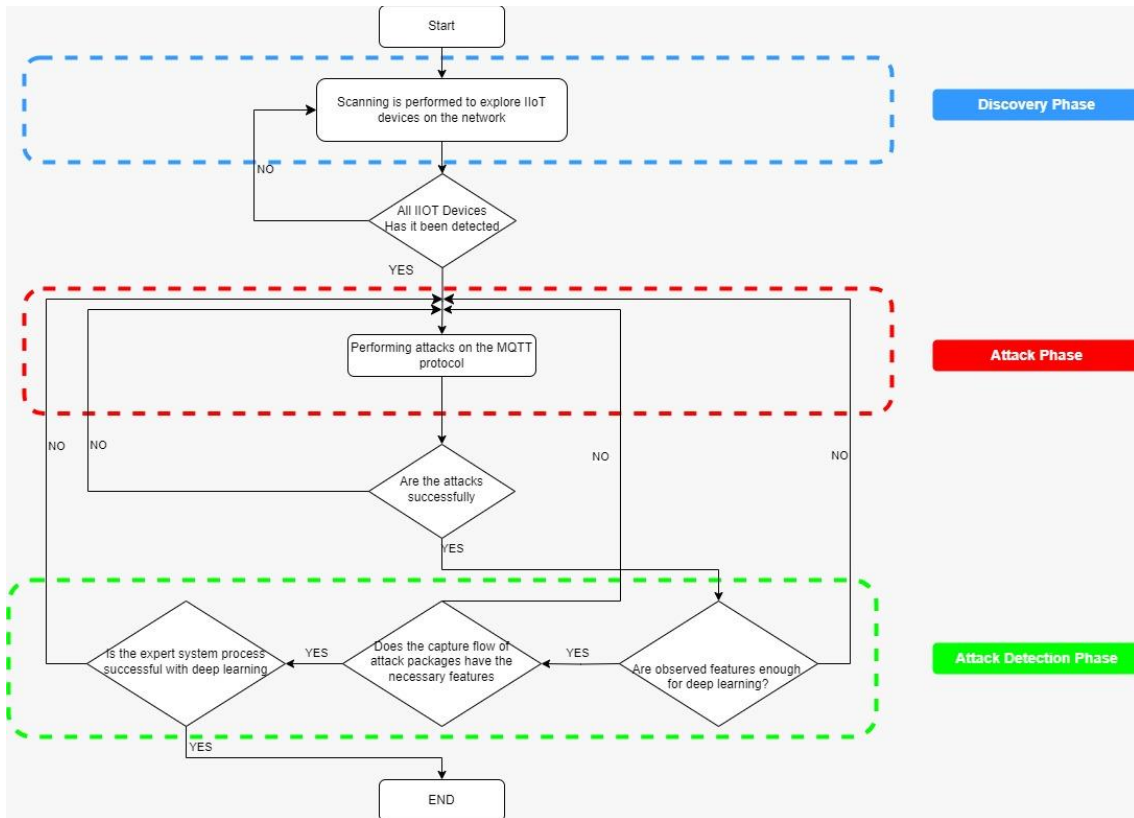 Start
Scanning is performed to explore IIoT
devices on the network
Discovery Phase
NO
All IIOT Devices
Has it been detected
YES
Performing attacks on the MQTT
protocol
Attack Phase
NO
NO
NO
NO
Are the attacks
successfully
YES
Is the expert system process
successful with deep learning
YES
Does the capture flow of
attack packages have the
necessary features
YES
Are observed features enough
for deep learning?
Attack Detection Phase
YES
END